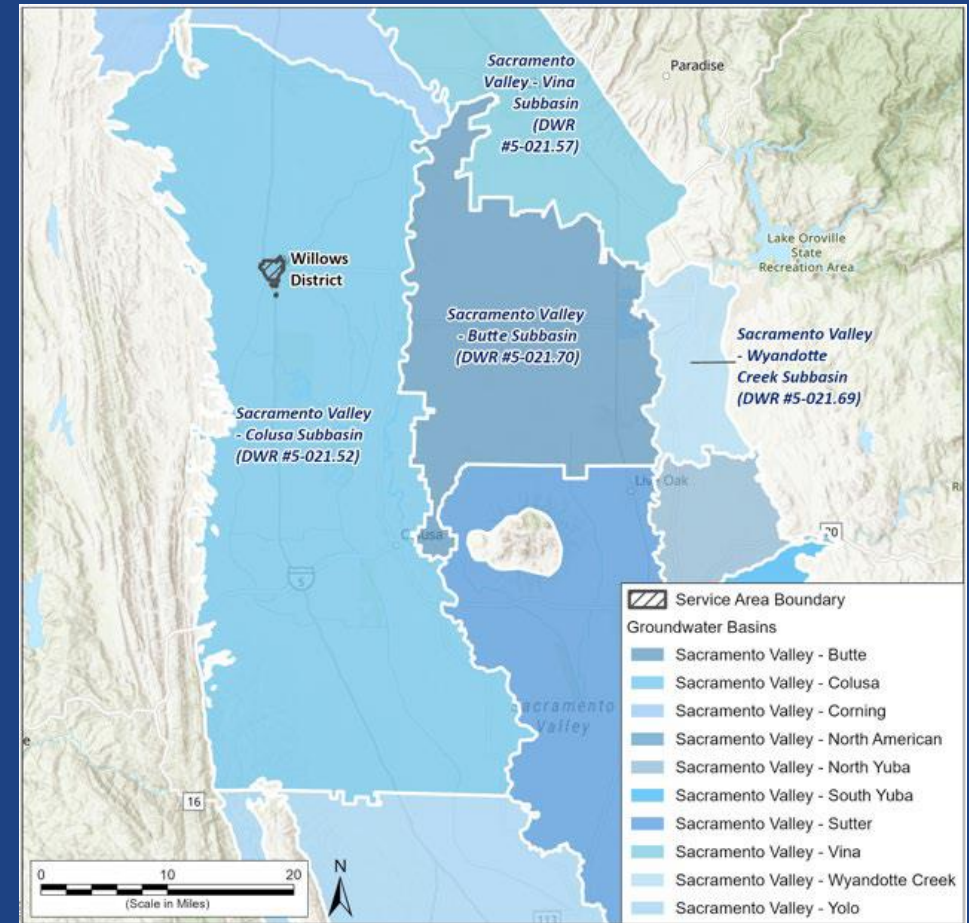 Sacramento
Valley - Vina
Subbasin
(DWR
#5-021.57)
Paradise
Lake Oroville
State
Recreation Area
Willows
District
Sacramento Valley
- Butte Subbasin
(DWR #5-021.70)
Sacramento Valley
- Wyandotte
Creek Subbasin
(DWR #5-021.69)
Sacramento Valley
- Colusa Subbasin
(DWR #5-021.52)
Live Oak
Colusa
20
5
Sacramento
Valley
16
113
0 10 20
(Scale in Miles)
N
Service Area Boundary
Groundwater Basins
Sacramento Valley - Butte
Sacramento Valley - Colusa
Sacramento Valley - Corning
Sacramento Valley - North American
Sacramento Valley - North Yuba
Sacramento Valley - South Yuba
Sacramento Valley - Sutter
Sacramento Valley - Vina
Sacramento Valley - Wyandotte Creek
Sacramento Valley - Yolo